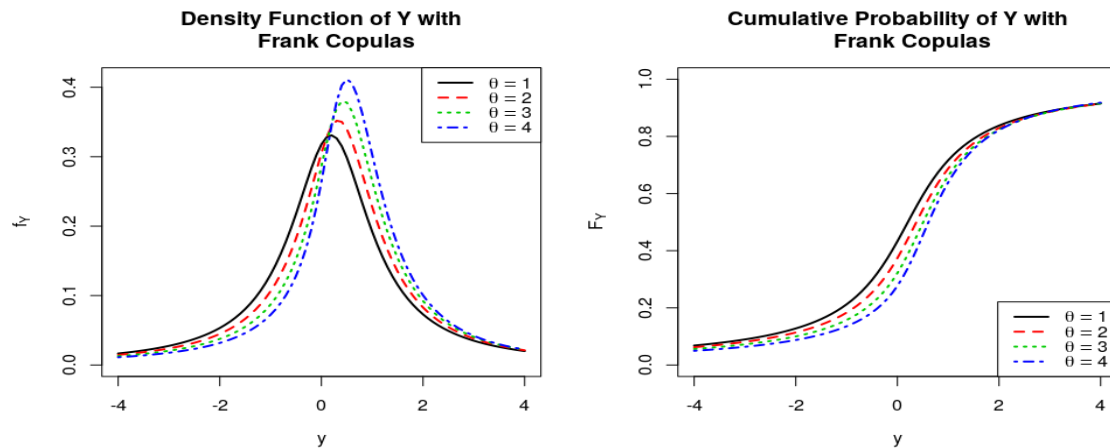 Density Function of Y with
Frank Copulas
f_Y
0.0
0.1
0.2
0.3
0.4
θ = 1
θ = 2
θ = 3
θ = 4
-4
-2
0
2
4
y
Cumulative Probability of Y with
Frank Copulas
F_Y
0.0
0.2
0.4
0.6
0.8
1.0
θ = 1
θ = 2
θ = 3
θ = 4
-4
-2
0
2
4
y